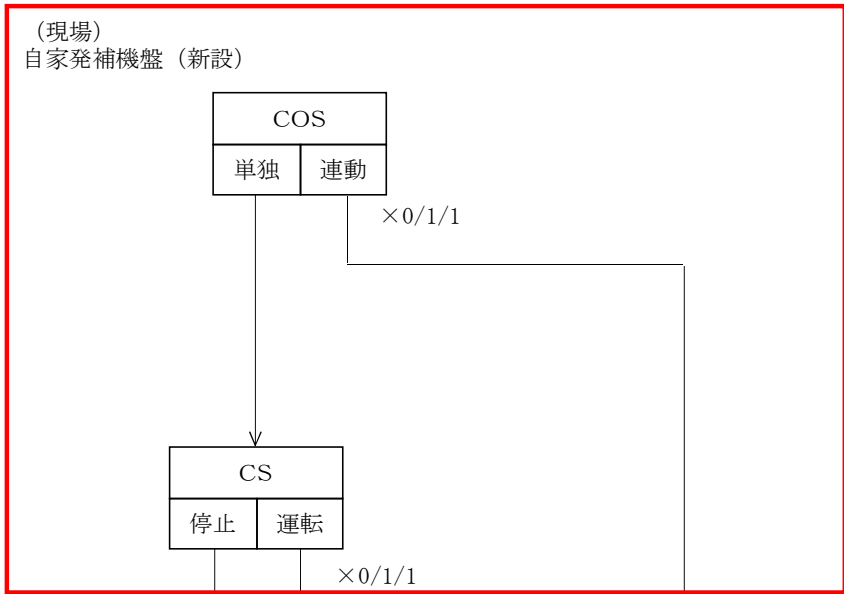 （現場）
自家発補機盤（新設）
COS
単独 連動
×0/1/1
CS
停止 運転
×0/1/1